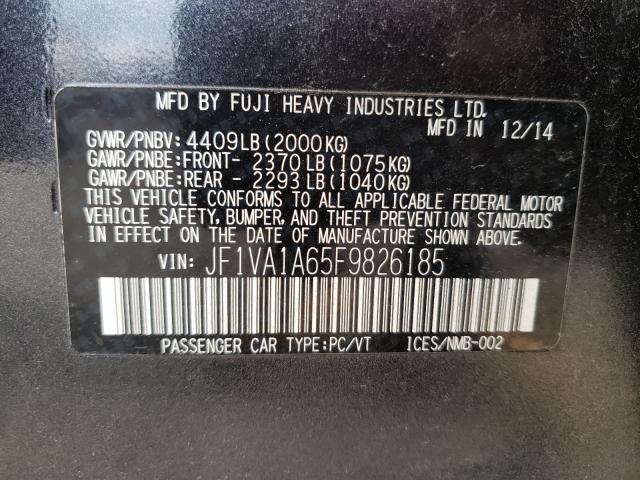 MFD BY FUJI HEAVY INDUSTRIES LTD.
MFD IN 12/14
GVWR/PNBV: 4409LB(2000KG)
GAWR/PNBE:FRONT- 2370LB(1075KG)
GAWR/PNBE:REAR - 2293LB(1040KG)
THIS VEHICLE CONFORMS TO ALL APPLICABLE FEDERAL MOTOR
VEHICLE SAFETY, BUMPER, AND THEFT PREVENTION STANDARDS
IN EFFECT ON THE DATE OF MANUFACTURE SHOWN ABOVE.
VIN: JF1VA1A65F9826185
PASSENGER CAR TYPE:PC/VT ICES/NMB-002